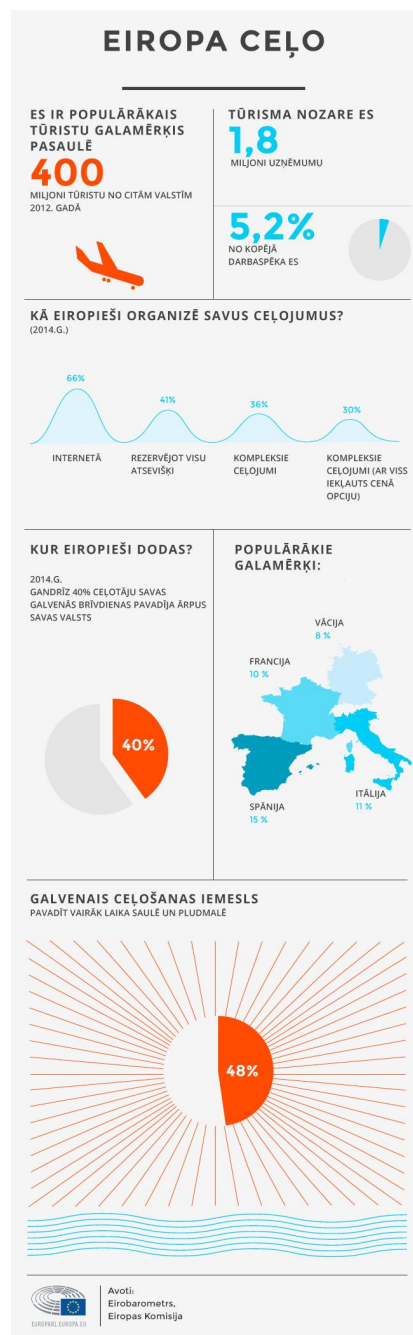 EIROPA CEĻO
ES IR POPULĀRĀKAIS
TŪRISTU GALAMĒRĶIS
PASAULĒ
400
MILJONI TŪRISTU NO CITĀM VALSTĪM
2012. GADĀ
TŪRISMA NOZARE ES
1,8
MILJONI UZŅĒMUMU
5,2%
NO KOPĒJĀ
DARBASPĒKA ES
KĀ EIROPIEŠI ORGANIZĒ SAVUS CEĻOJUMUS?
(2014.G.)
66%
INTERNETĀ
41%
REZERVĒJOT VISU
ATSEVIŠĶI
36%
KOMPLEKSIE
CEĻOJUMI
30%
KOMPLEKSIE
CEĻOJUMI (AR VISS
IEKĻAUTS CENĀ
OPCIJU)
KUR EIROPIEŠI DODAS?
2014.G.
GANDRĪZ 40% CEĻOTĀJU SAVAS
GALVENĀS BRĪVDIENAS PAVADĪJA ĀRPUS
SAVAS VALSTS
40%
POPULĀRĀKIE
GALAMĒRĶI:
VĀCIJA
8 %
FRANCIJA
10 %
SPĀNIJA
15 %
ITĀLIJA
11 %
GALVENAIS CEĻOŠANAS IEMESLS
PAVADĪT VAIRĀK LAIKA SAULĒ UN PLUDMALĒ
48%
EUROPARL.EUROPA.EU
Avoti:
Eirobarometrs,
Eiropas Komisija